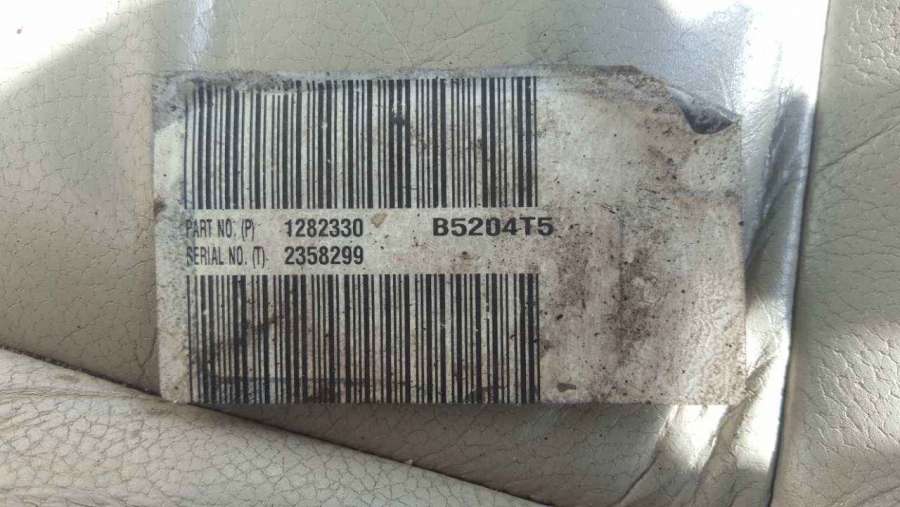 PART NO. (P) 1282330 B5204T5
SERIAL NO. (T) 2358299